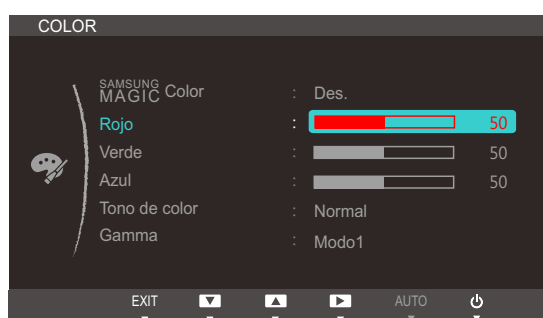 COLOR
SAMSUNG MAGIC Color : Des.
Rojo : 50
Verde : 50
Azul : 50
Tono de color : Normal
Gamma : Modo1
EXIT AUTO